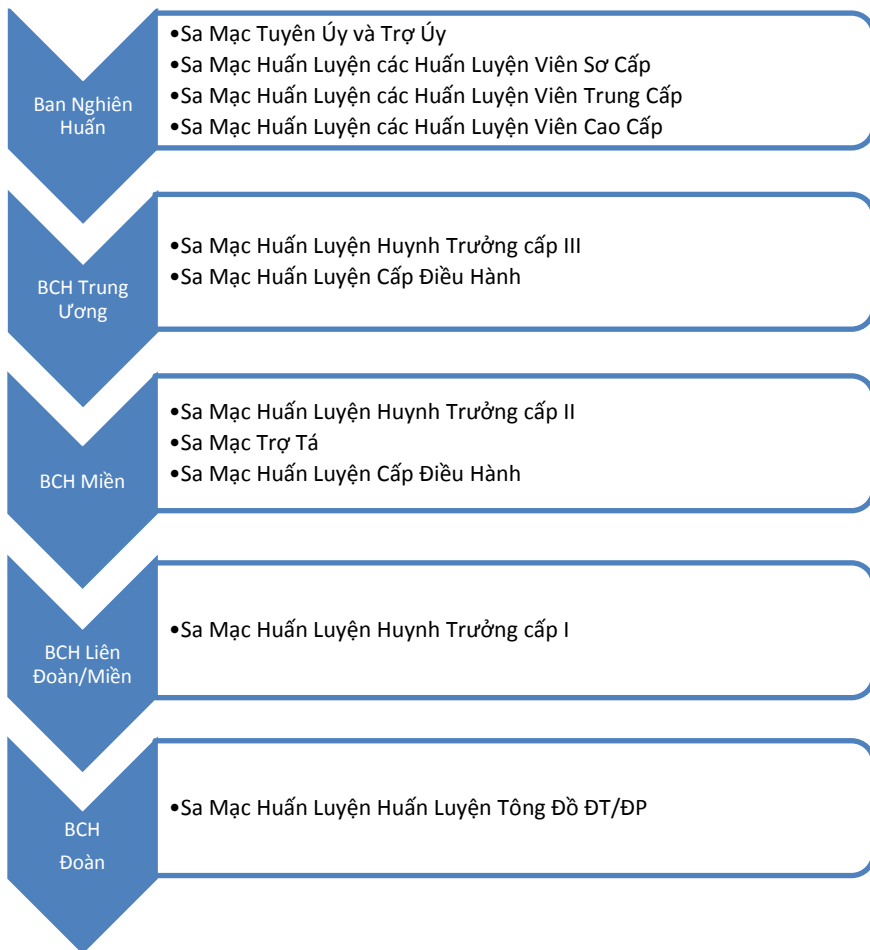 Ban Nghiên
Huấn
•Sa Mạc Tuyên Úy và Trợ Úy
•Sa Mạc Huấn Luyện các Huấn Luyện Viên Sơ Cấp
•Sa Mạc Huấn Luyện các Huấn Luyện Viên Trung Cấp
•Sa Mạc Huấn Luyện các Huấn Luyện Viên Cao Cấp
BCH Trung
Ương
•Sa Mạc Huấn Luyện Huynh Trưởng cấp III
•Sa Mạc Huấn Luyện Cấp Điều Hành
BCH Miền
•Sa Mạc Huấn Luyện Huynh Trưởng cấp II
•Sa Mạc Trợ Tá
•Sa Mạc Huấn Luyện Cấp Điều Hành
BCH Liên
Đoàn/Miền
•Sa Mạc Huấn Luyện Huynh Trưởng cấp I
BCH
Đoàn
•Sa Mạc Huấn Luyện Huấn Luyện Tông Đồ ĐT/ĐP